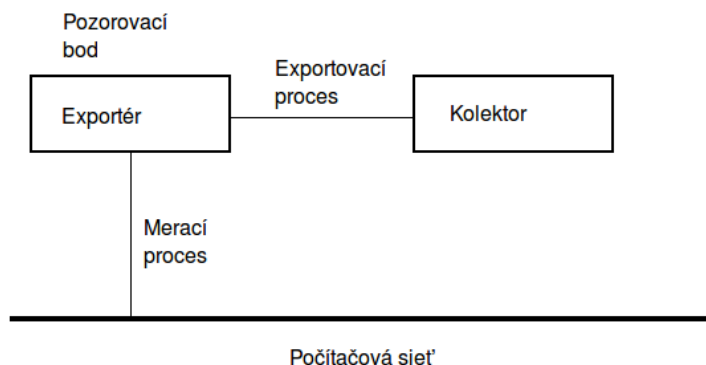 Pozorovací
bod
Exportér
Exportovací
proces
Kolektor
Merací
proces
Počítačová sieť